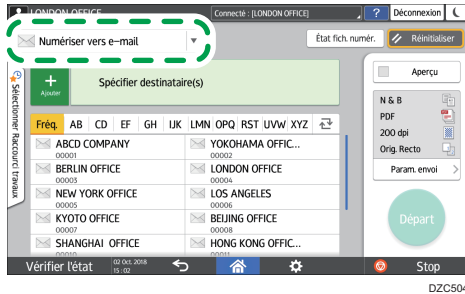 LONDON OFFICE
Connecté : [LONDON OFFICE]
?
Déconnexion
Numériser vers e-mail
État fich. numér.
Réinitialiser
Sélectionner Raccourci travaux
+
Ajouter
Spécifier destinataire(s)
Aperçu
Fréq. AB CD EF GH IJK LMN OPQ RST UVW XYZ
N & B
PDF
200 dpi
Orig. Recto
Param. envoi
Départ
ABCD COMPANY
00001
YOKOHAMA OFFIC...
00002
BERLIN OFFICE
00003
LONDON OFFICE
00004
NEW YORK OFFICE
00005
LOS ANGELES
00006
KYOTO OFFICE
00007
BEIJING OFFICE
00008
SHANGHAI OFFICE
00010
HONG KONG OFFIC...
00011
Vérifier l'état
02 Oct. 2018
15 : 02
Stop
DZC504